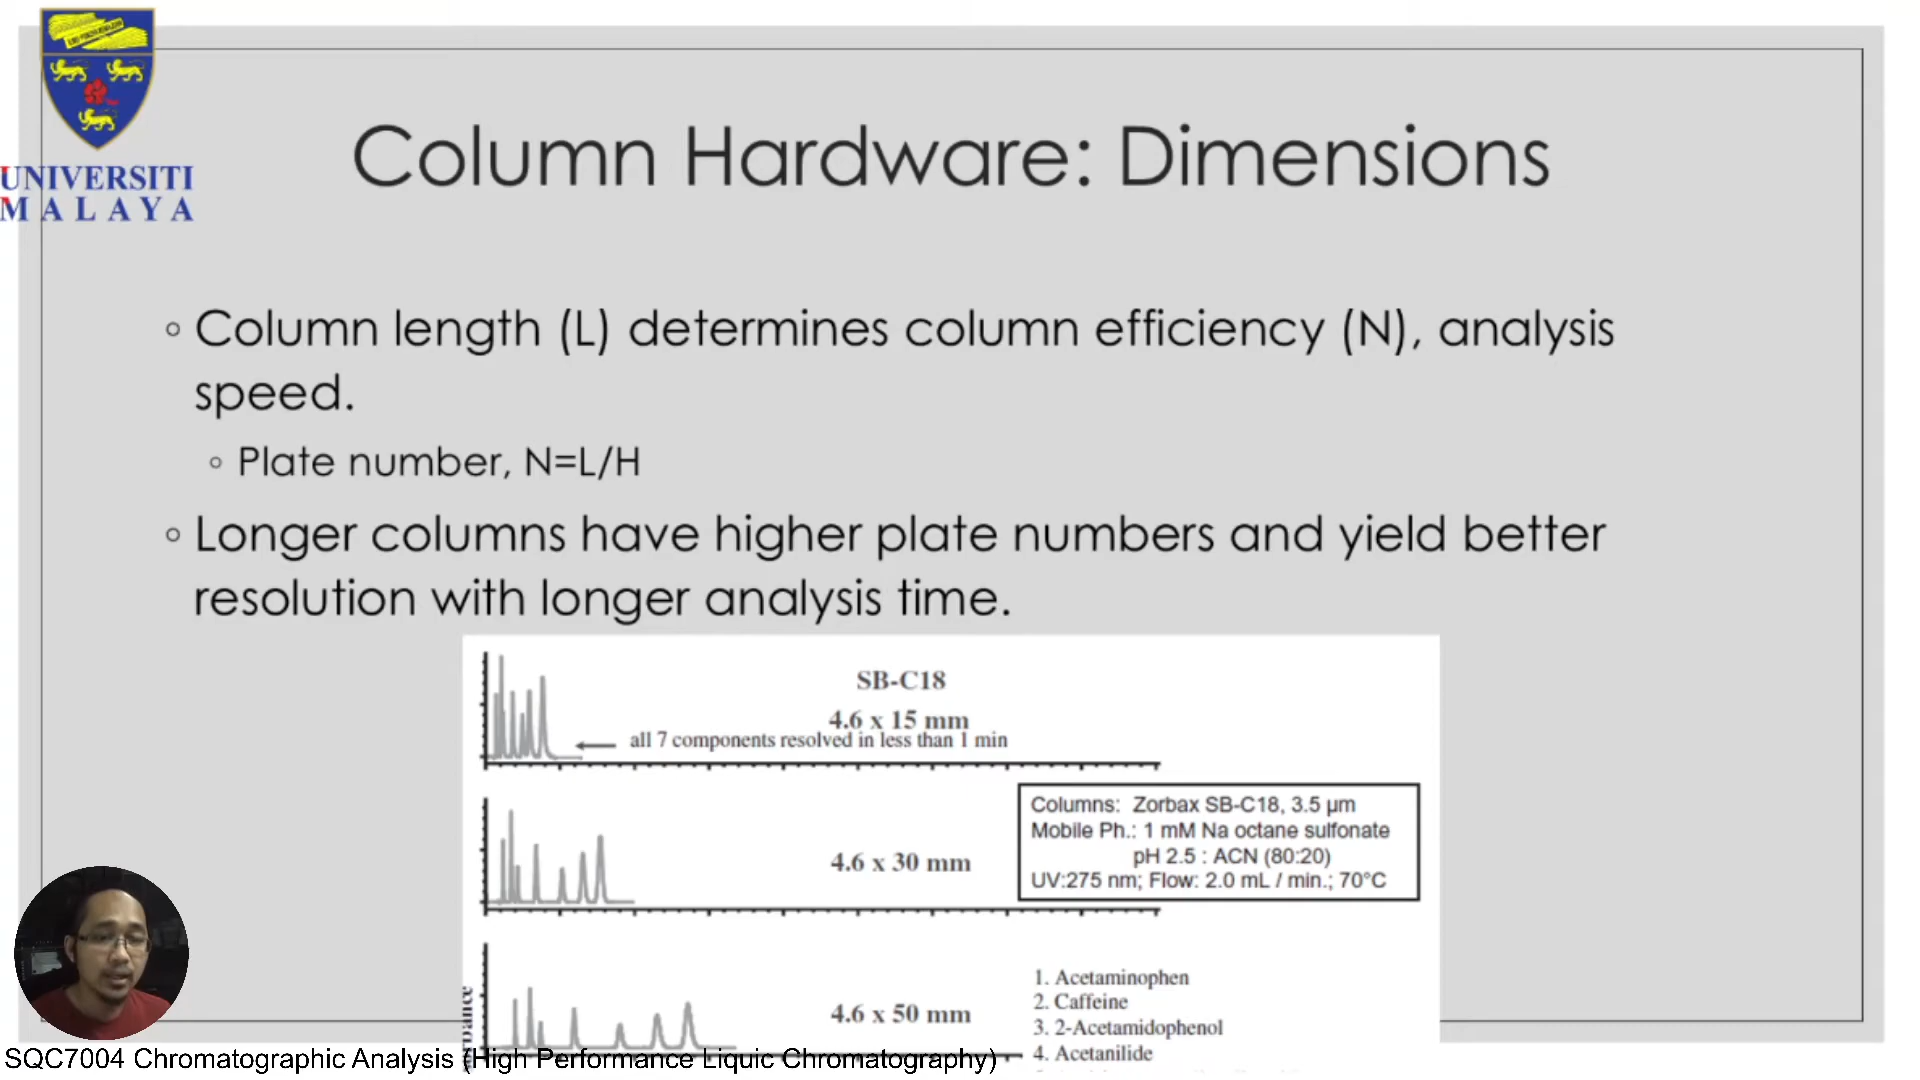 UNIVERSITI
MALAYA
Column Hardware: Dimensions
◦ Column length (L) determines column efficiency (N), analysis
speed.
◦ Plate number, N=L/H
◦ Longer columns have higher plate numbers and yield better
resolution with longer analysis time.
SB-C18
4.6 x 15 mm
all 7 components resolved in less than 1 min
Columns: Zorbax SB-C18, 3.5 µm
Mobile Ph.: 1 mM Na octane sulfonate
pH 2.5 : ACN (80:20)
UV:275 nm; Flow: 2.0 mL / min.; 70°C
4.6 x 30 mm
4.6 x 50 mm
1. Acetaminophen
2. Caffeine
3. 2-Acetamidophenol
4. Acetanilide
SQC7004 Chromatographic Analysis (High Performance Liquic Chromatography)